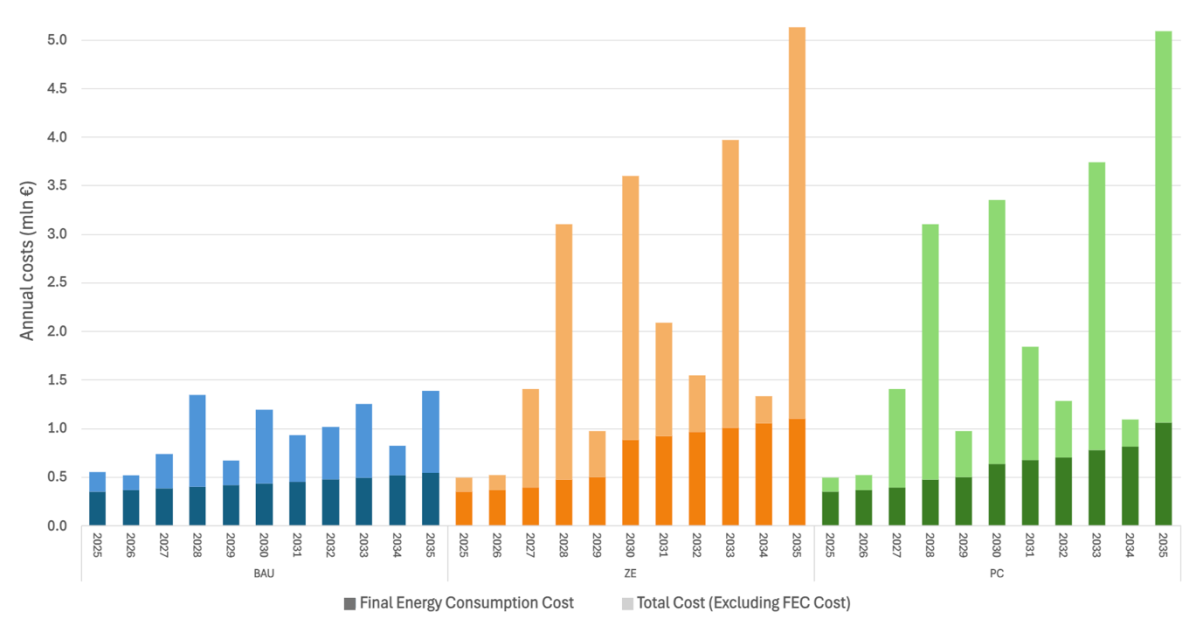 Annual costs (mln €)
5.0
4.5
4.0
3.5
3.0
2.5
2.0
1.5
1.0
0.5
0.0
2025 2026 2027 2028 2029 2030 2031 2032 2033 2034 2035 2025 2026 2027 2028 2029 2030 2031 2032 2033 2034 2035 2025 2026 2027 2028 2029 2030 2031 2032 2033 2034 2035
BAU ZE PC
Final Energy Consumption Cost Total Cost (Excluding FEC Cost)